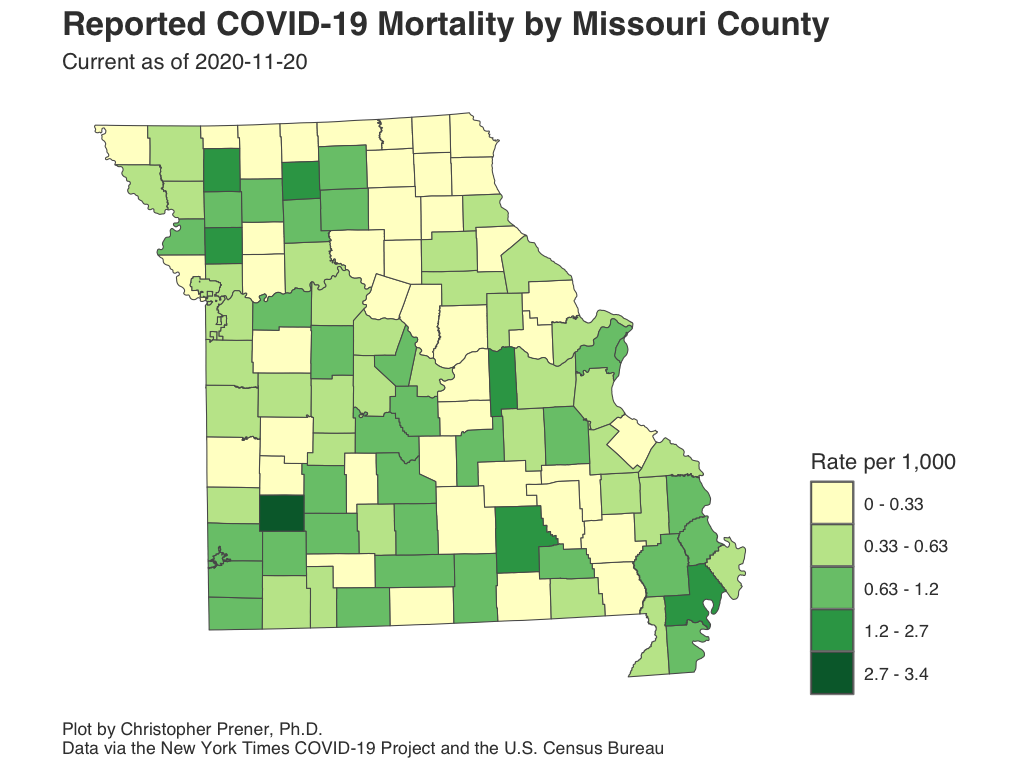 Reported COVID-19 Mortality by Missouri County
Current as of 2020-11-20
Rate per 1,000
0 - 0.33
0.33 - 0.63
0.63 - 1.2
1.2 - 2.7
2.7 - 3.4
Plot by Christopher Prener, Ph.D.
Data via the New York Times COVID-19 Project and the U.S. Census Bureau